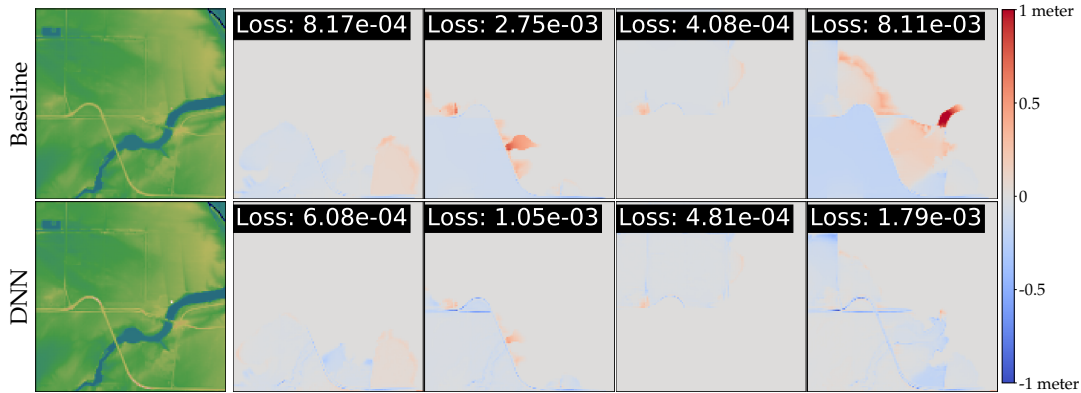 Baseline
Loss: 8.17e-04
Loss: 2.75e-03
Loss: 4.08e-04
Loss: 8.11e-03
DNN
Loss: 6.08e-04
Loss: 1.05e-03
Loss: 4.81e-04
Loss: 1.79e-03
1 meter
0.5
0
-0.5
-1 meter